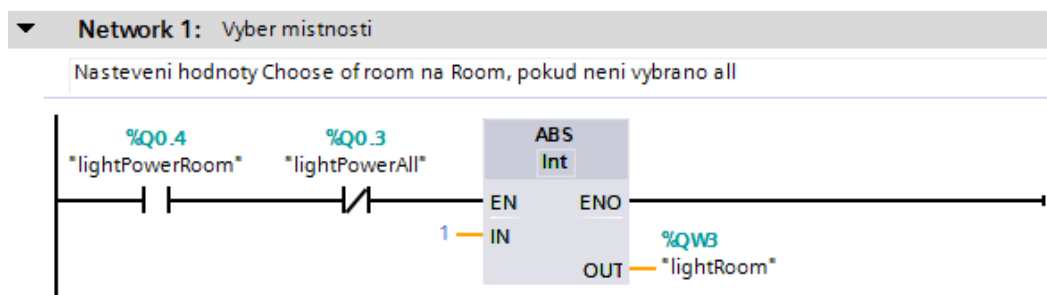 Network 1: Vyber mistnosti
Nasteveni hodnoty Choose of room na Room, pokud neni vybrano all
%Q0.4
"lightPowerRoom"
%Q0.3
"lightPowerAll"
ABS
Int
EN ENO
1 IN
%QW3
OUT "lightRoom"